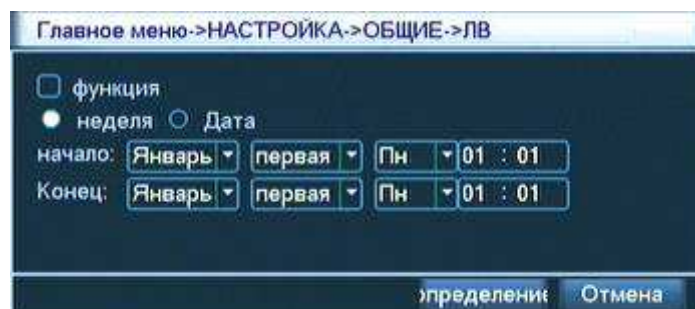 Главное меню->НАСТРОЙКА->ОБЩИЕ->ЛВ
функция
неделя Дата
начало: Январь первая Пн 01 : 01
Конец: Январь первая Пн 01 : 01
определение Отмена